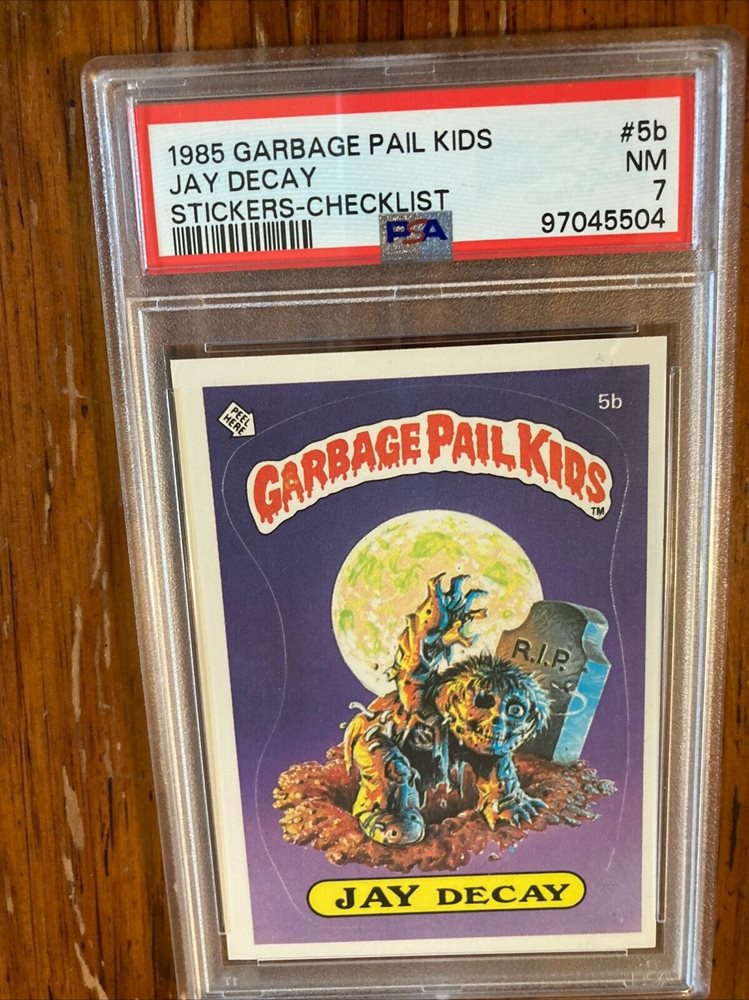 1985 GARBAGE PAIL KIDS #5b
JAY DECAY NM
STICKERS-CHECKLIST 7
PSA 97045504
5b
PEEL
HERE
GARBAGE PAIL KIDS
TM
R.I.P.
JAY DECAY